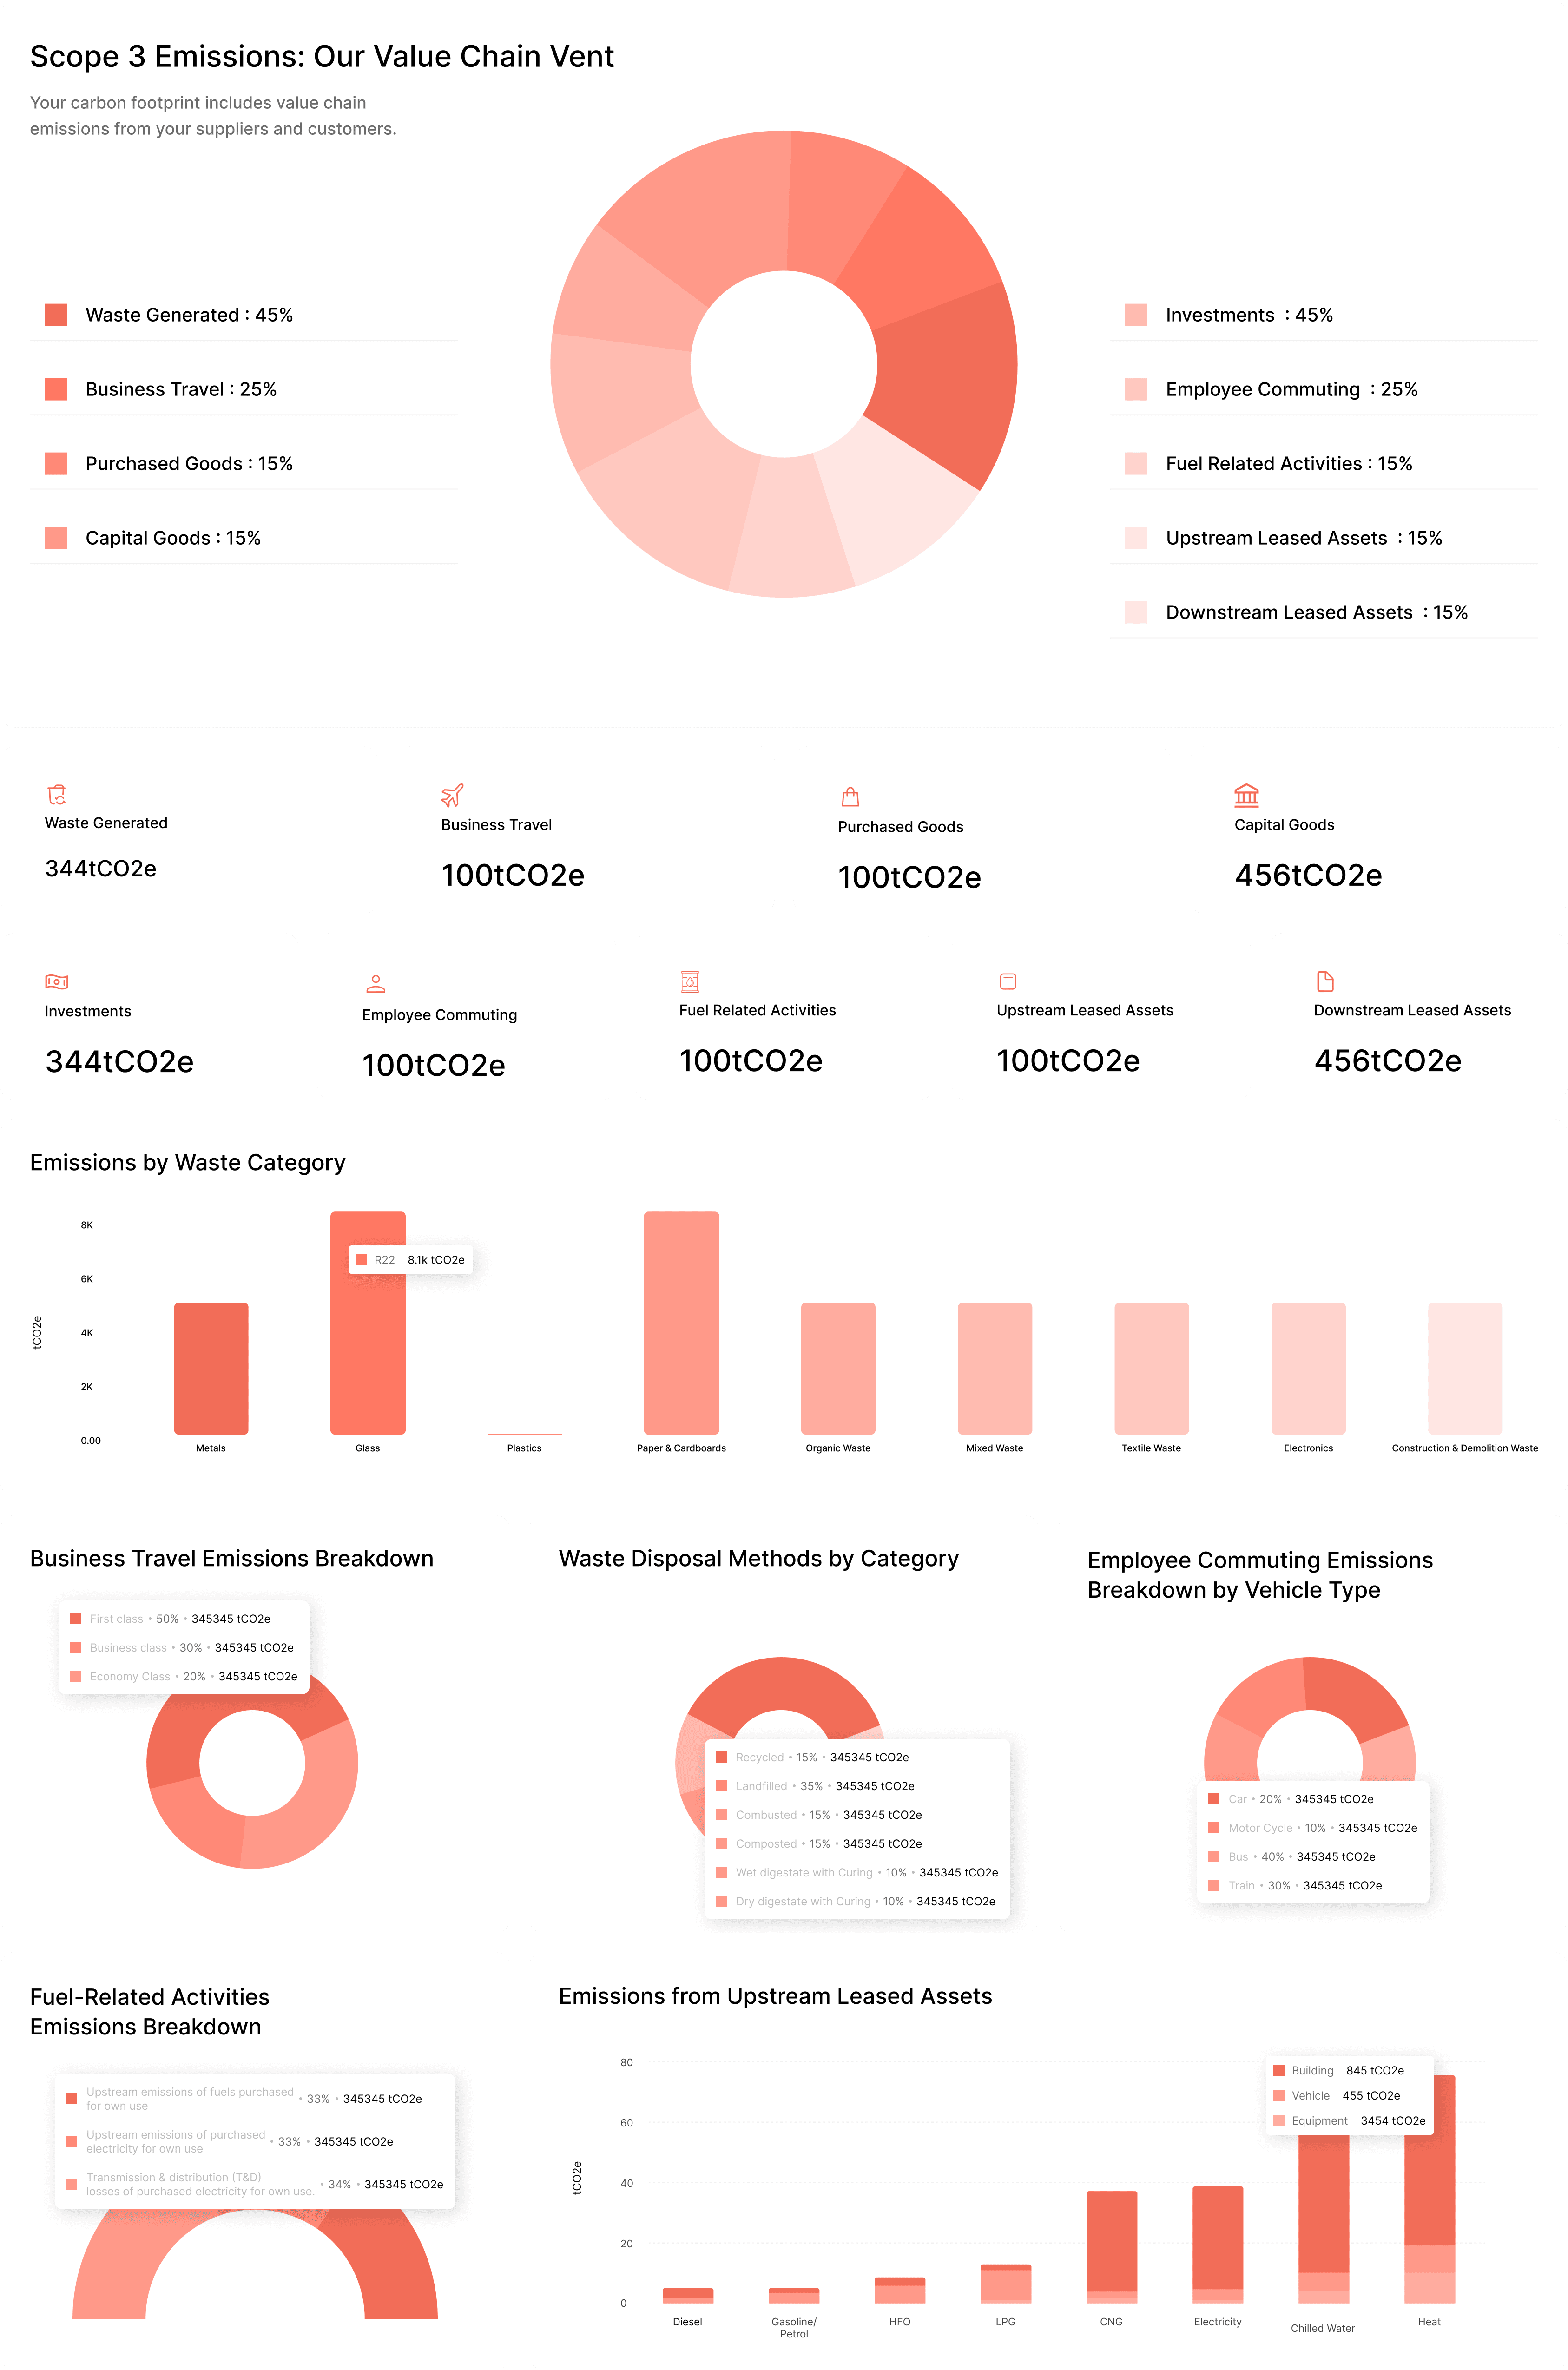 Scope 3 Emissions: Our Value Chain Vent
Your carbon footprint includes value chain
emissions from your suppliers and customers.
Waste Generated : 45%
Business Travel : 25%
Purchased Goods : 15%
Capital Goods : 15%
Investments : 45%
Employee Commuting : 25%
Fuel Related Activities : 15%
Upstream Leased Assets : 15%
Downstream Leased Assets : 15%
Waste Generated
344tCO2e
Business Travel
100tCO2e
Purchased Goods
100tCO2e
Capital Goods
456tCO2e
Investments
344tCO2e
Employee Commuting
100tCO2e
Fuel Related Activities
100tCO2e
Upstream Leased Assets
100tCO2e
Downstream Leased Assets
456tCO2e
Emissions by Waste Category
tCO2e
8K
6K
4K
2K
0.00
R22 8.1k tCO2e
Metals
Glass
Plastics
Paper & Cardboards
Organic Waste
Mixed Waste
Textile Waste
Electronics
Construction & Demolition Waste
Business Travel Emissions Breakdown
First class • 50% • 345345 tCO2e
Business class • 30% • 345345 tCO2e
Economy Class • 20% • 345345 tCO2e
Waste Disposal Methods by Category
Recycled • 15% • 345345 tCO2e
Landfilled • 35% • 345345 tCO2e
Combusted • 15% • 345345 tCO2e
Composted • 15% • 345345 tCO2e
Wet digestate with Curing • 10% • 345345 tCO2e
Dry digestate with Curing • 10% • 345345 tCO2e
Employee Commuting Emissions
Breakdown by Vehicle Type
Car • 20% • 345345 tCO2e
Motor Cycle • 10% • 345345 tCO2e
Bus • 40% • 345345 tCO2e
Train • 30% • 345345 tCO2e
Fuel-Related Activities
Emissions Breakdown
Upstream emissions of fuels purchased
for own use • 33% • 345345 tCO2e
Upstream emissions of purchased
electricity for own use • 33% • 345345 tCO2e
Transmission & distribution (T&D)
losses of purchased electricity for own use. • 34% • 345345 tCO2e
Emissions from Upstream Leased Assets
tCO2e
80
60
40
20
0
Building 845 tCO2e
Vehicle 455 tCO2e
Equipment 3454 tCO2e
Diesel
Gasoline/
Petrol
HFO
LPG
CNG
Electricity
Chilled Water
Heat